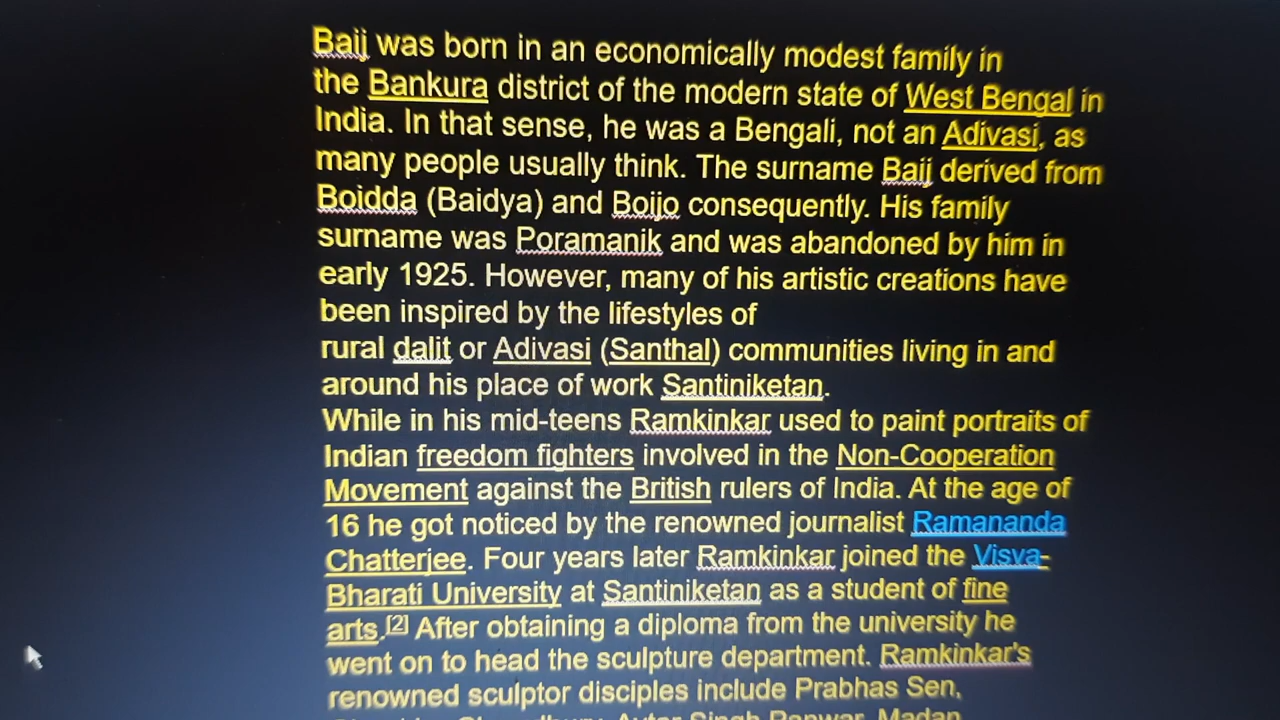 Baij was born in an economically modest family in
the Bankura district of the modern state of West Bengal in
India. In that sense, he was a Bengali, not an Adivasi, as
many people usually think. The surname Baij derived from
Boidda (Baidya) and Boijo consequently. His family
surname was Poramanik and was abandoned by him in
early 1925. However, many of his artistic creations have
been inspired by the lifestyles of
rural dalit or Adivasi (Santhal) communities living in and
around his place of work Santiniketan.
While in his mid-teens Ramkinkar used to paint portraits of
Indian freedom fighters involved in the Non-Cooperation
Movement against the British rulers of India. At the age of
16 he got noticed by the renowned journalist Ramananda
Chatterjee. Four years later Ramkinkar joined the Visva-
Bharati University at Santiniketan as a student of fine
arts.[2] After obtaining a diploma from the university he
went on to head the sculpture department. Ramkinkar's
renowned sculptor disciples include Prabhas Sen,
Singh Panwar, Madan